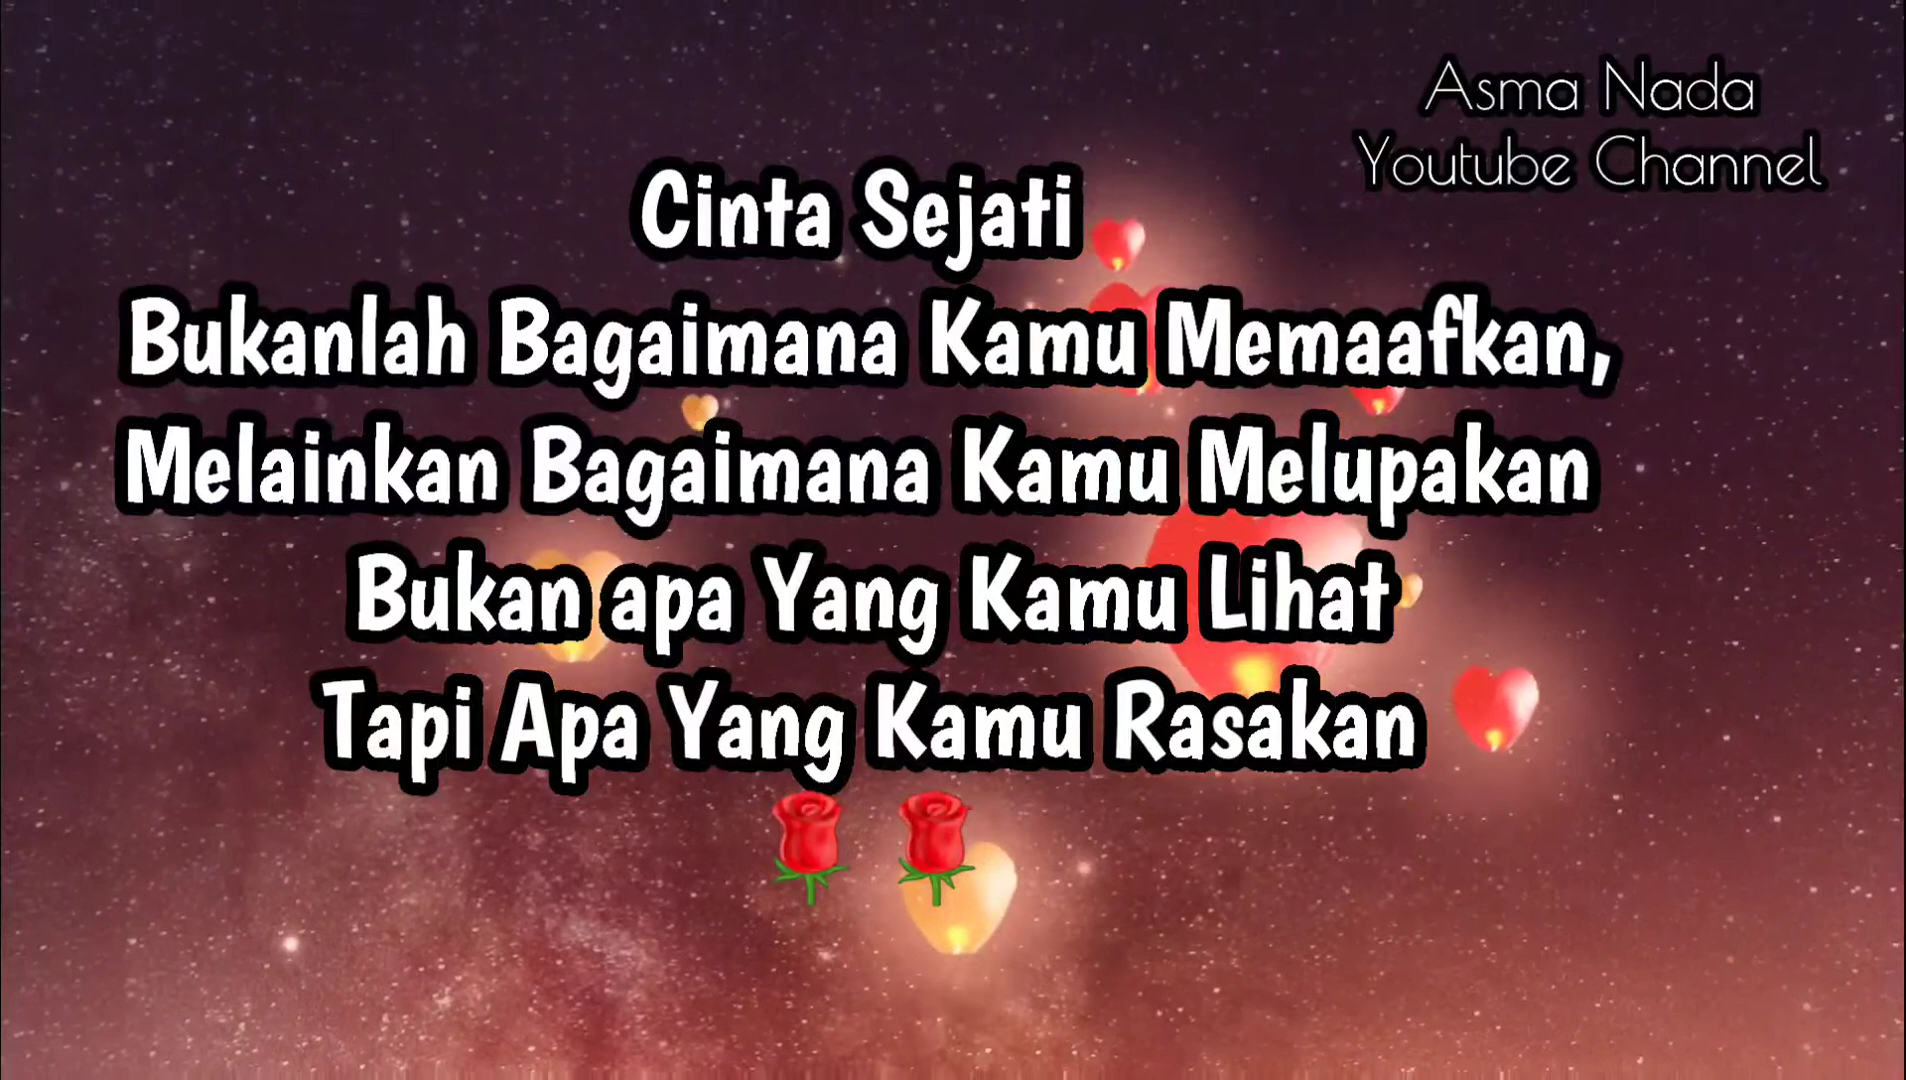 Asma Nada
Youtube Channel
Cinta Sejati
Bukanlah Bagaimana Kamu Memaafkan,
Melainkan Bagaimana Kamu Melupakan
Bukan apa Yang Kamu Lihat
Tapi Apa Yang Kamu Rasakan